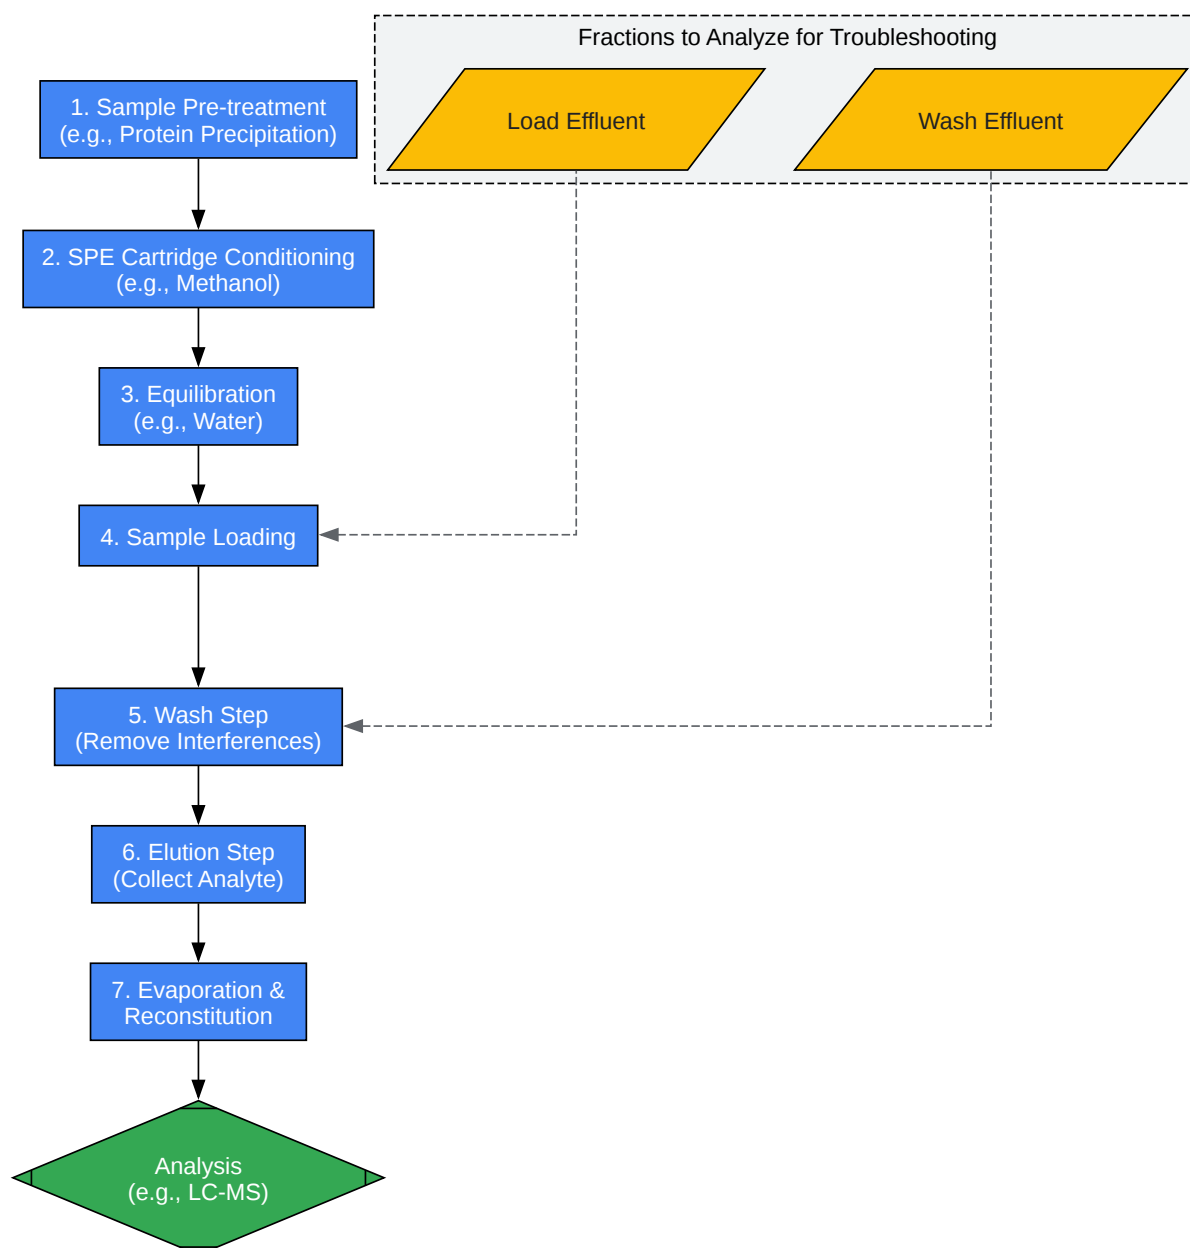 Fractions to Analyze for Troubleshooting
Load Effluent
Wash Effluent
1. Sample Pre-treatment
(e.g., Protein Precipitation)
2. SPE Cartridge Conditioning
(e.g., Methanol)
3. Equilibration
(e.g., Water)
4. Sample Loading
5. Wash Step
(Remove Interferences)
6. Elution Step
(Collect Analyte)
7. Evaporation &
Reconstitution
Analysis
(e.g., LC-MS)